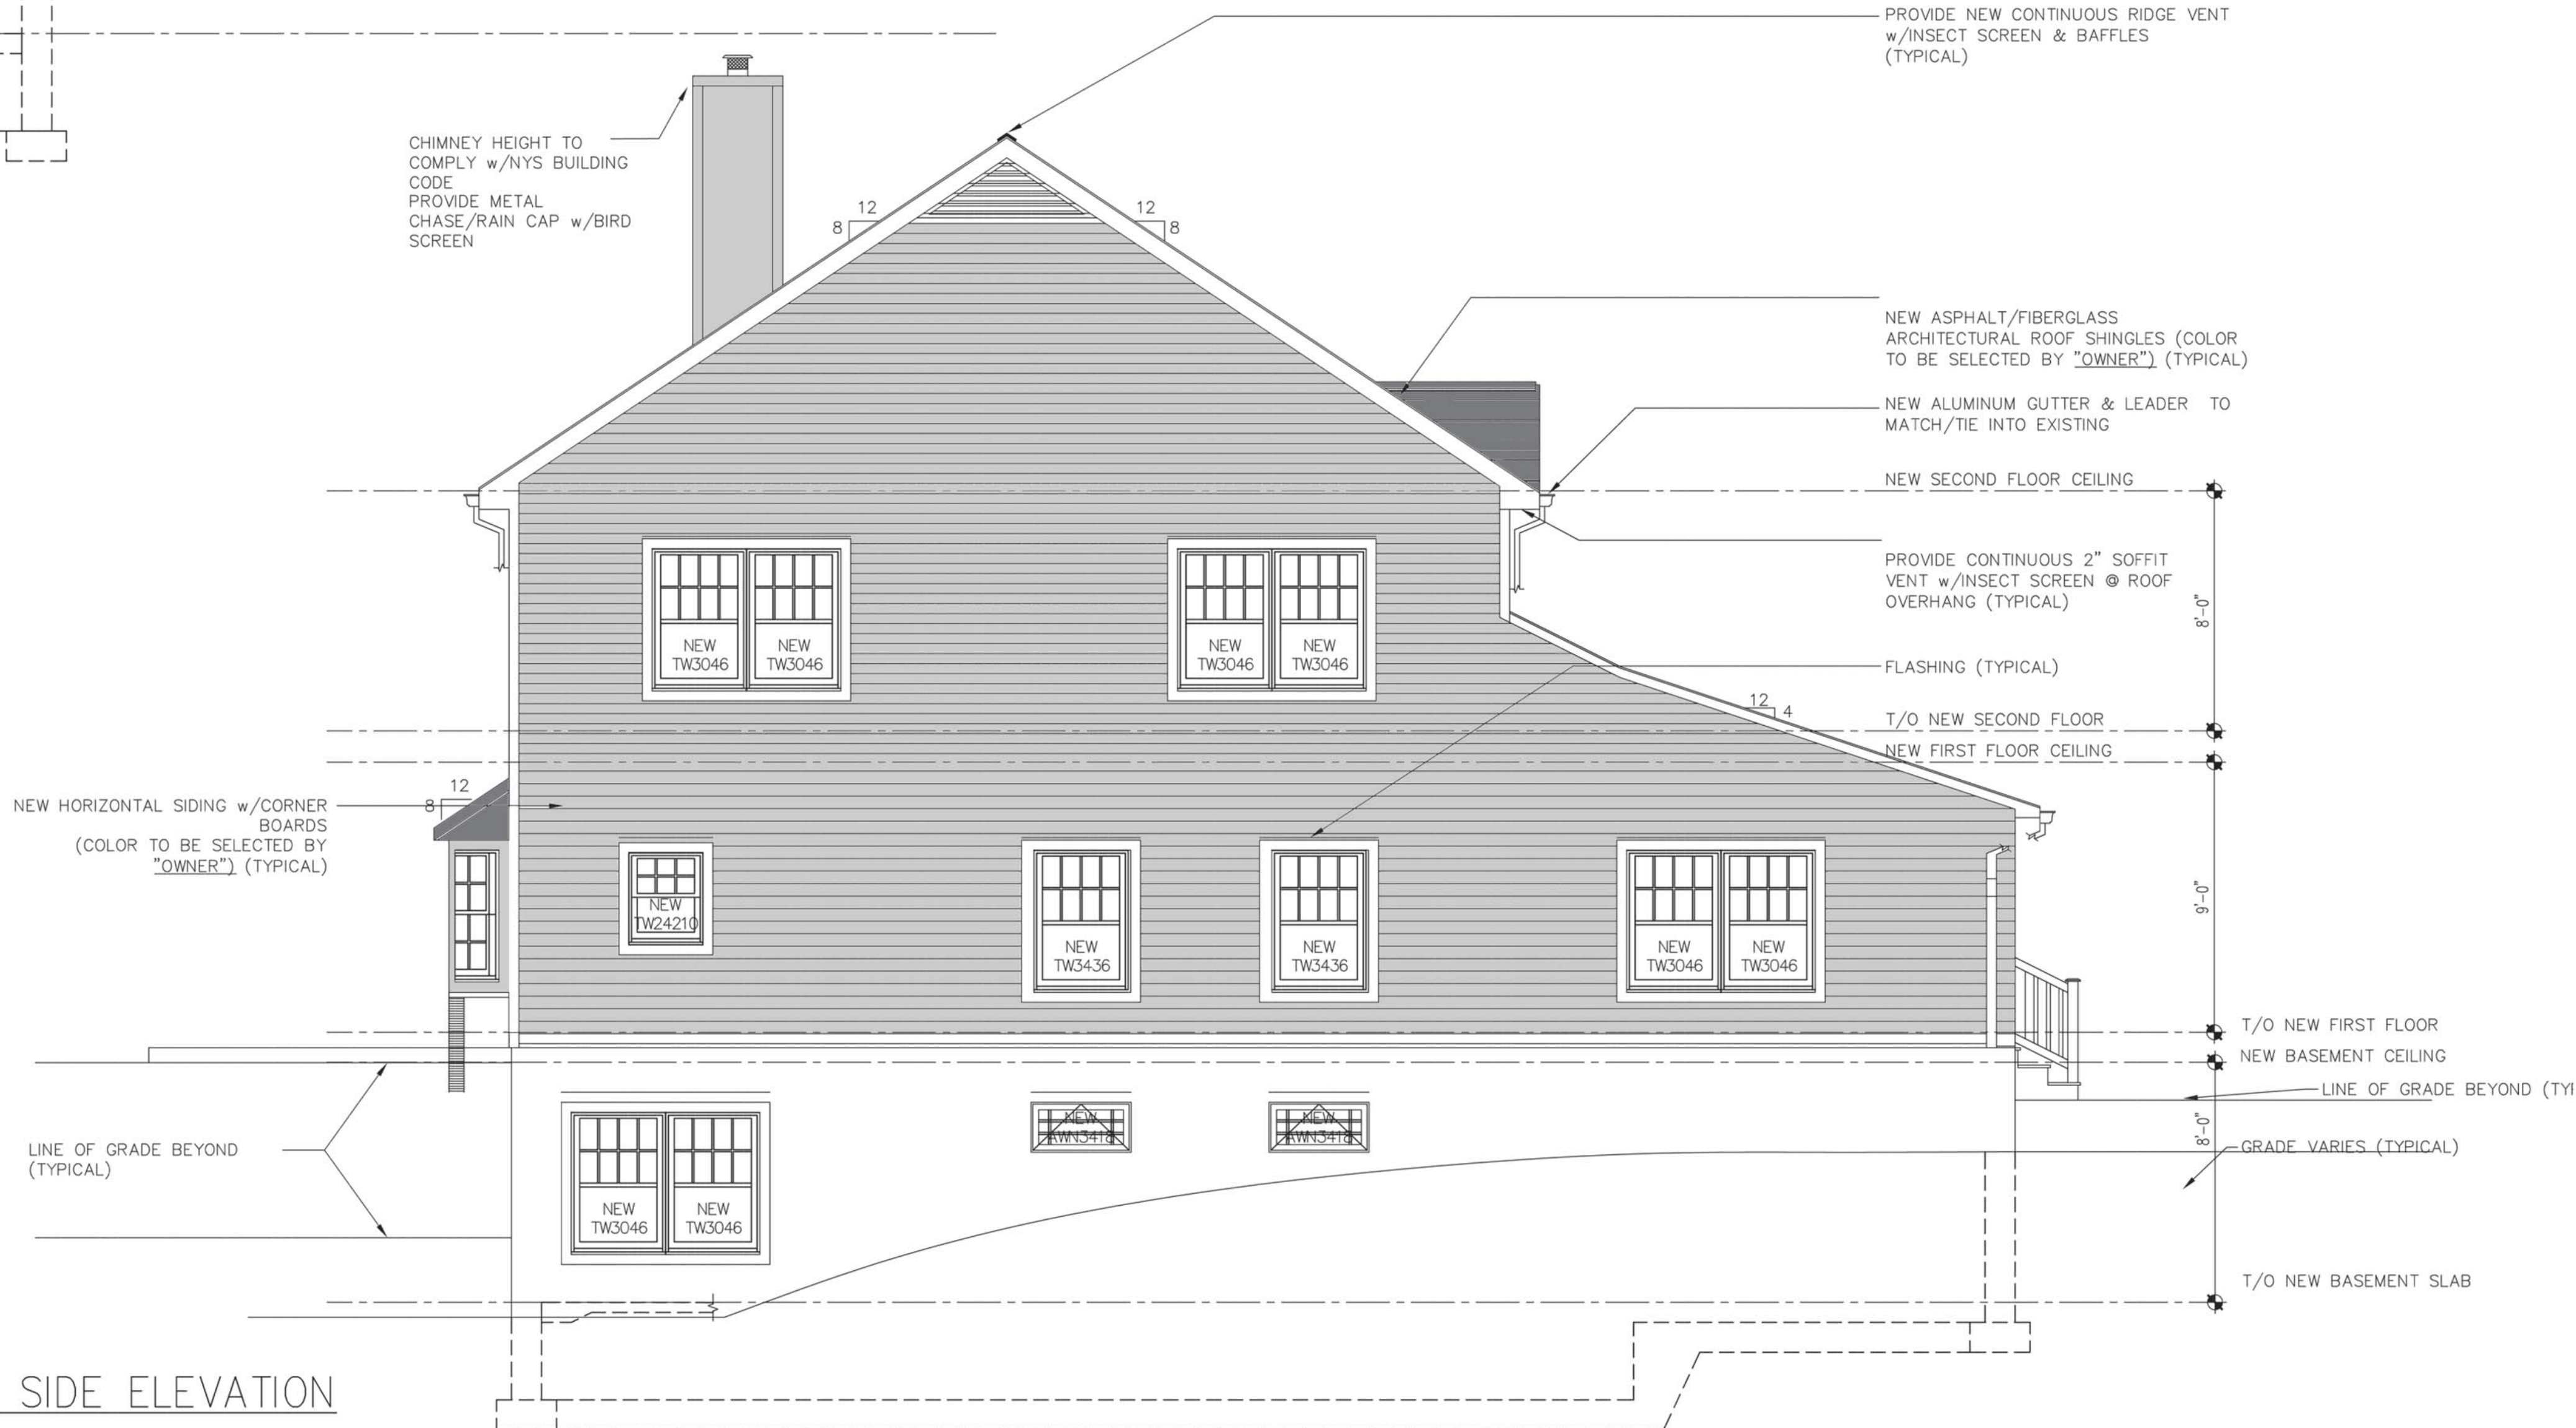 PROVIDE NEW CONTINUOUS RIDGE VENT
w/INSECT SCREEN & BAFFLES
(TYPICAL)
CHIMNEY HEIGHT TO
COMPLY w/NYS BUILDING
CODE
PROVIDE METAL
CHASE/RAIN CAP w/BIRD
SCREEN
12
8
12
8
NEW ASPHALT/FIBERGLASS
ARCHITECTURAL ROOF SHINGLES (COLOR
TO BE SELECTED BY "OWNER") (TYPICAL)
NEW ALUMINUM GUTTER & LEADER TO
MATCH/TIE INTO EXISTING
NEW SECOND FLOOR CEILING
PROVIDE CONTINUOUS 2" SOFFIT
VENT w/INSECT SCREEN @ ROOF
OVERHANG (TYPICAL)
8'-0"
NEW
TW3046
NEW
TW3046
NEW
TW3046
NEW
TW3046
FLASHING (TYPICAL)
12
4
T/O NEW SECOND FLOOR
NEW FIRST FLOOR CEILING
12
8
NEW HORIZONTAL SIDING w/CORNER
BOARDS
(COLOR TO BE SELECTED BY
"OWNER") (TYPICAL)
9'-0"
NEW
TW24210
NEW
TW3436
NEW
TW3436
NEW
TW3046
NEW
TW3046
T/O NEW FIRST FLOOR
NEW BASEMENT CEILING
LINE OF GRADE BEYOND (TYP
8'-0"
NEW
AWN3418
NEW
AWN3418
GRADE VARIES (TYPICAL)
LINE OF GRADE BEYOND
(TYPICAL)
NEW
TW3046
NEW
TW3046
T/O NEW BASEMENT SLAB
SIDE ELEVATION